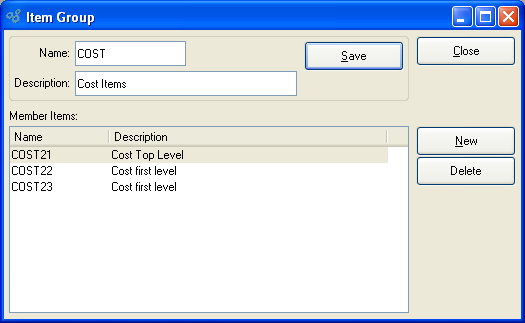 Item Group
Name: COST Save Close
Description: Cost Items
Member Items:
Name Description New
COST21 Cost Top Level
COST22 Cost first level Delete
COST23 Cost first level